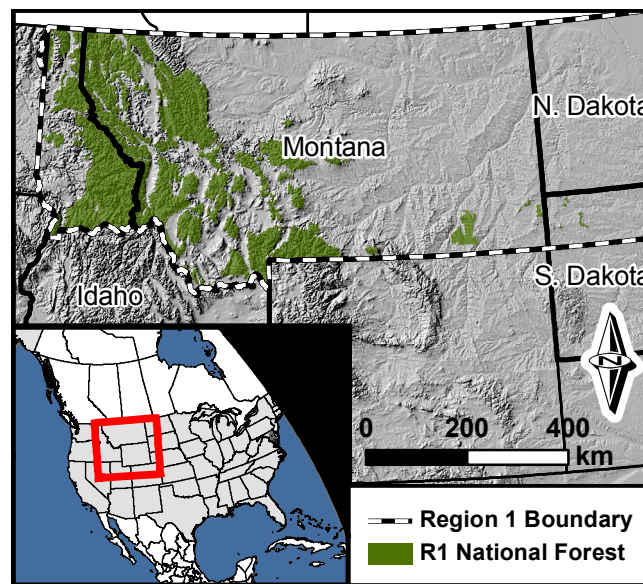 N. Dakota
Montana
S. Dakota
Idaho
N
0 200 400
km
Region 1 Boundary
R1 National Forest